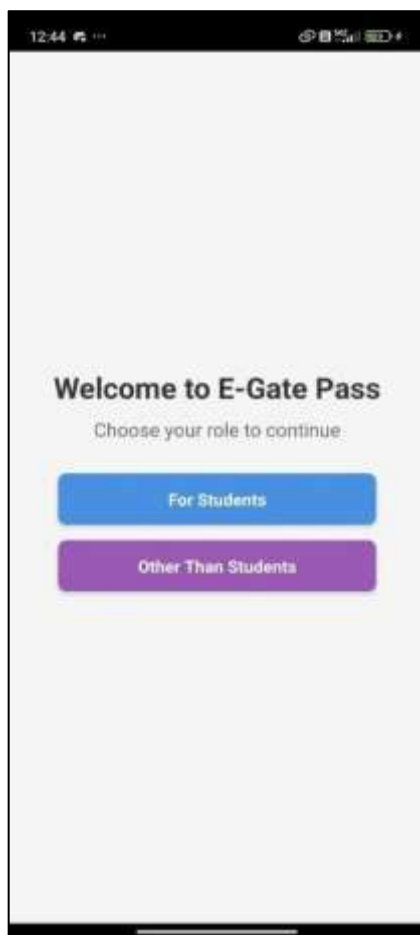 12:44
Welcome to E-Gate Pass
Choose your role to continue
For Students
Other Than Students